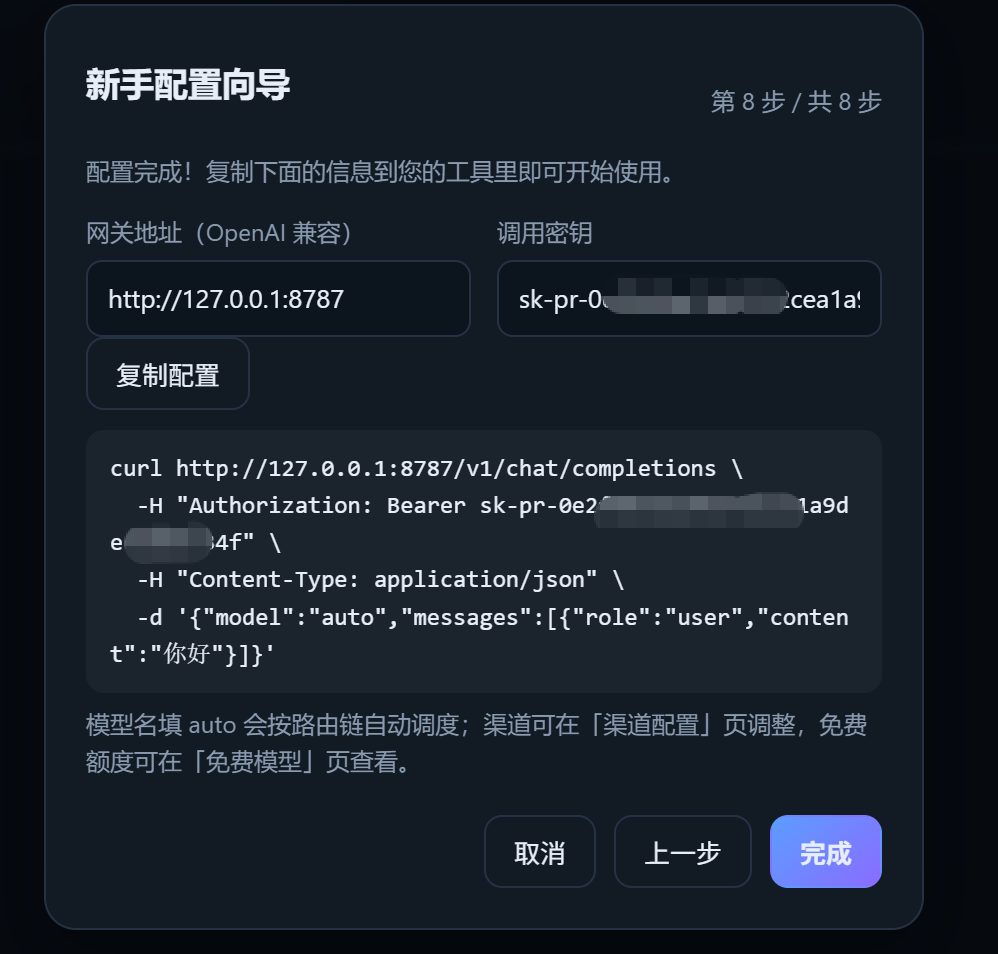 新手配置向导
第 8 步 / 共 8 步
配置完成！复制下面的信息到您的工具里即可开始使用。
网关地址（OpenAI 兼容）
调用密钥
http://127.0.0.1:8787
sk-pr-0 cea1a9
复制配置
curl http://127.0.0.1:8787/v1/chat/completions \
-H "Authorization: Bearer sk-pr-0e2 1a9d
e 34f" \
-H "Content-Type: application/json" \
-d '{"model":"auto","messages":[{"role":"user","conten
t":"你好"}]}'
模型名填 auto 会按路由链自动调度；渠道可在「渠道配置」页调整，免费
额度可在「免费模型」页查看。
取消
上一步
完成